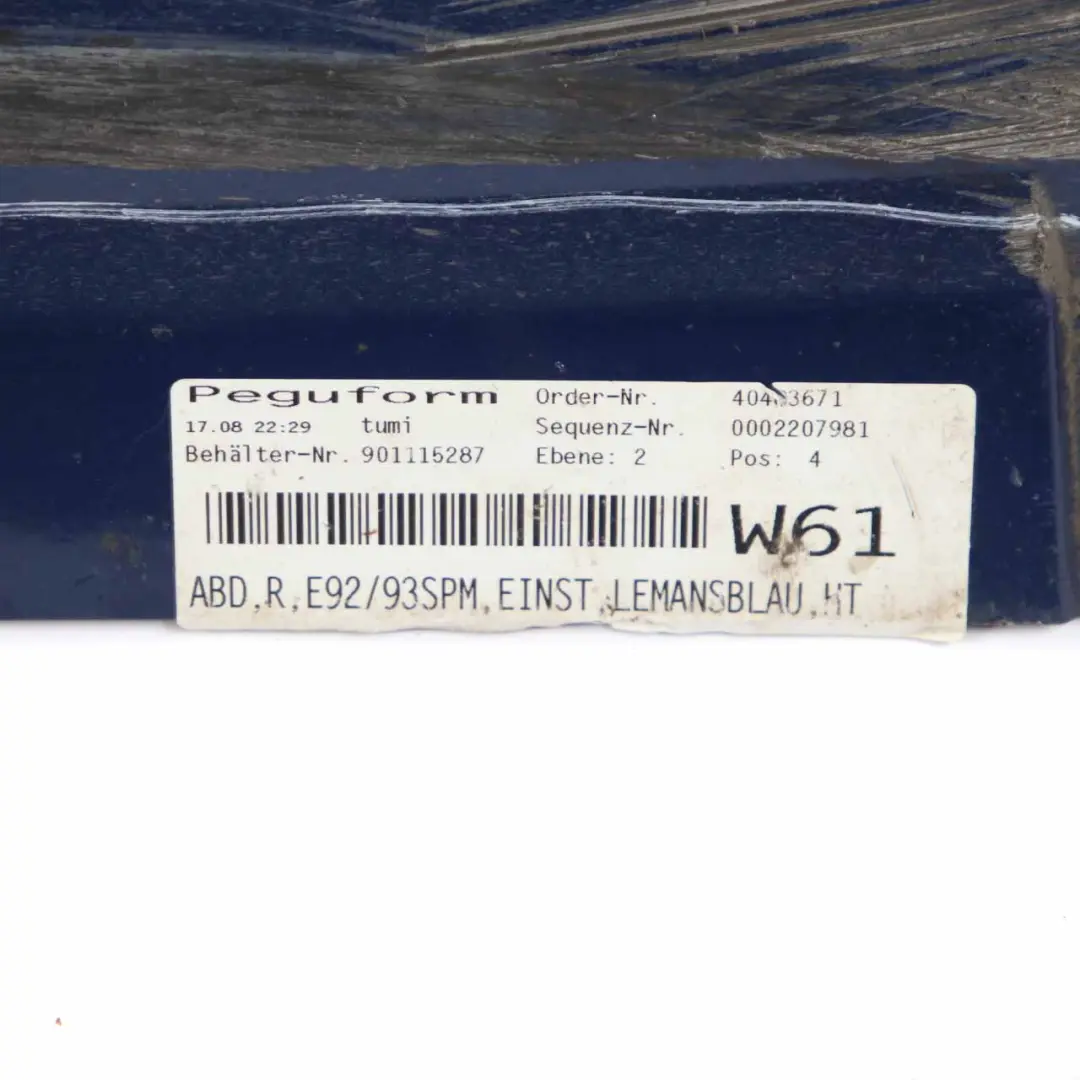 Peguform Order-Nr.
17.08 22:29 tumi Sequenz-Nr. 0002207981
Behälter-Nr. 901115287 Ebene: 2 Pos: 4
W61
ABD,R,E92/93SPM,EINST,LEMANSBLAU,HT